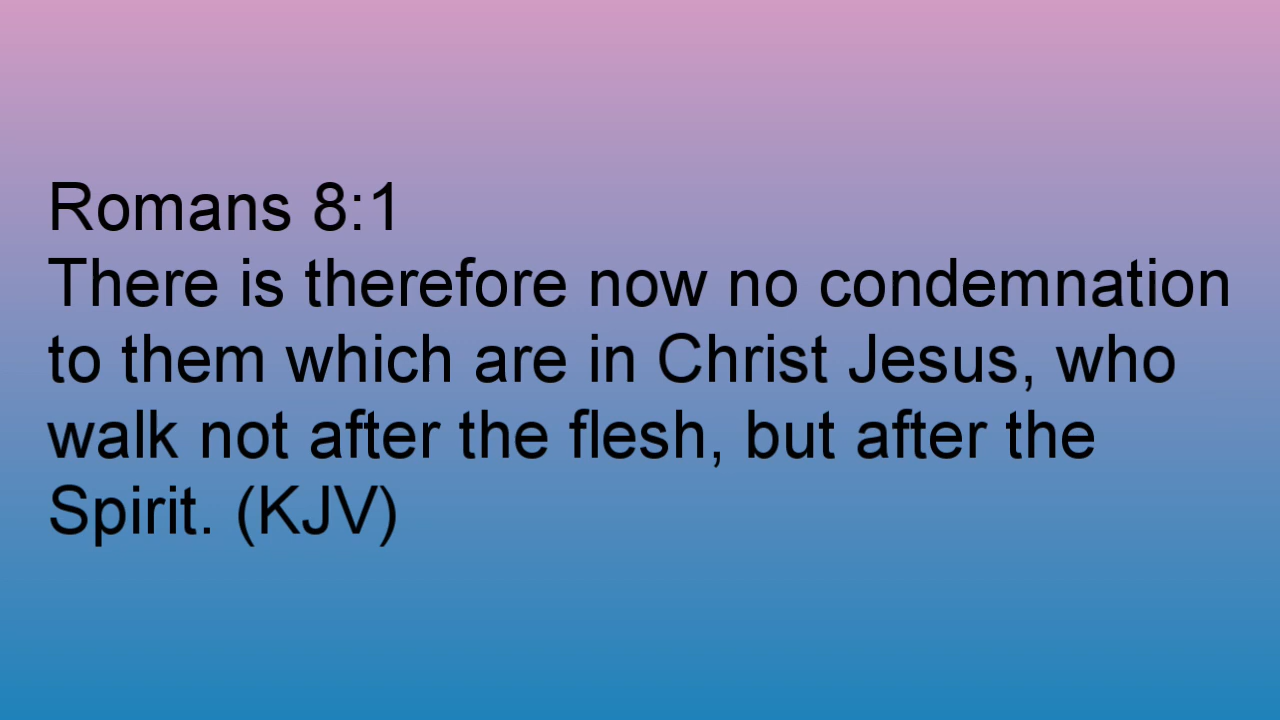 Romans 8:1
There is therefore now no condemnation
to them which are in Christ Jesus, who
walk not after the flesh, but after the
Spirit. (KJV)